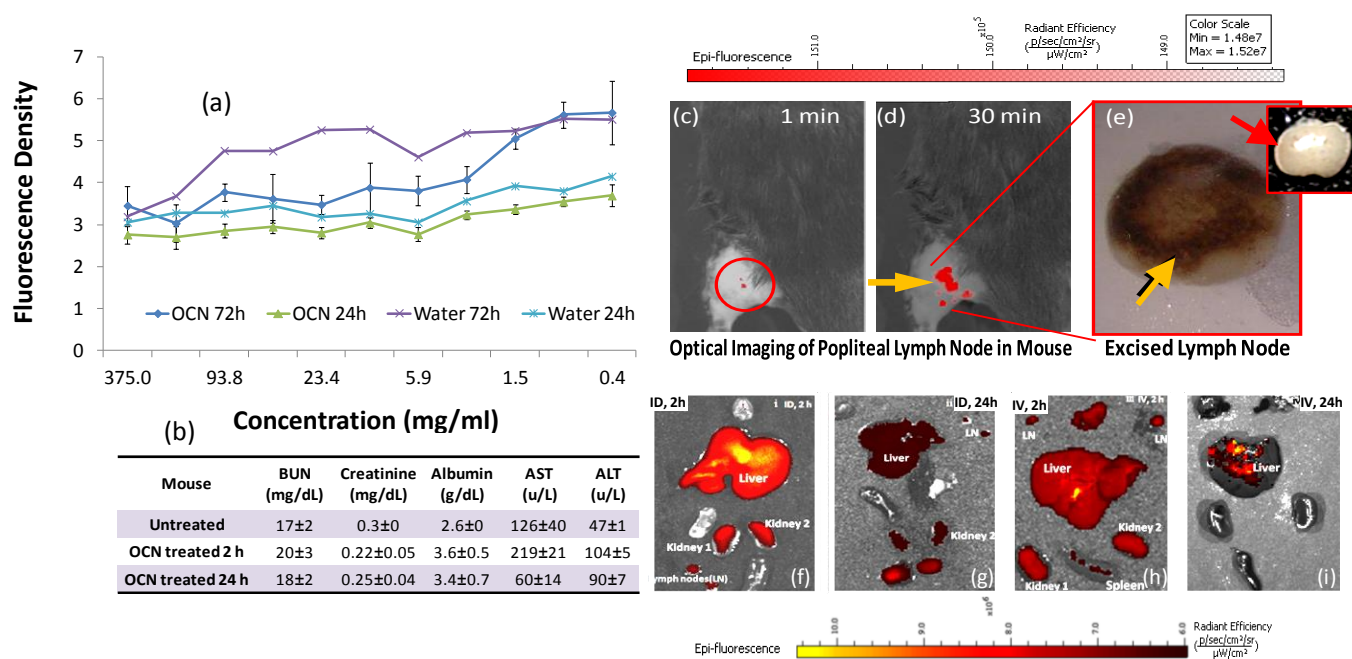 (a)
7
6
5
4
3
2
1
0
Fluorescence Density
OCN 72h
OCN 24h
Water 72h
Water 24h
375.0
93.8
23.4
5.9
1.5
0.4
Concentration (mg/ml)
(b)
Mouse BUN (mg/dL) Creatinine (mg/dL) Albumin (g/dL) AST (u/L) ALT (u/L)
Untreated 17±2 0.3±0 2.6±0 126±40 47±1
OCN treated 2 h 20±3 0.22±0.05 3.6±0.5 219±21 104±5
OCN treated 24 h 18±2 0.25±0.04 3.4±0.7 60±14 90±7
Epi-fluorescence
151.0
×10⁵
150.0
149.0
Radiant Efficiency
(p/sec/cm²/sr / µW/cm²)
Color Scale
Min = 1.48e7
Max = 1.52e7
(c) 1 min
(d) 30 min
(e)
Optical Imaging of Popliteal Lymph Node in Mouse
Excised Lymph Node
ID, 2h
i ID, 2h
Liver
Kidney 1
Kidney 2
Lymph nodes(LN)
(f)
ii ID, 24h
LN
Liver
Kidney 2
(g)
IV, 2h
iii IV, 2 h
LN
LN
Liver
Kidney 2
Kidney 1
Spleen
(h)
IV, 24h
Liver
(i)
Epi-fluorescence
10.0
9.0
×10⁶
8.0
7.0
6.0
Radiant Efficiency
(p/sec/cm²/sr / µW/cm²)